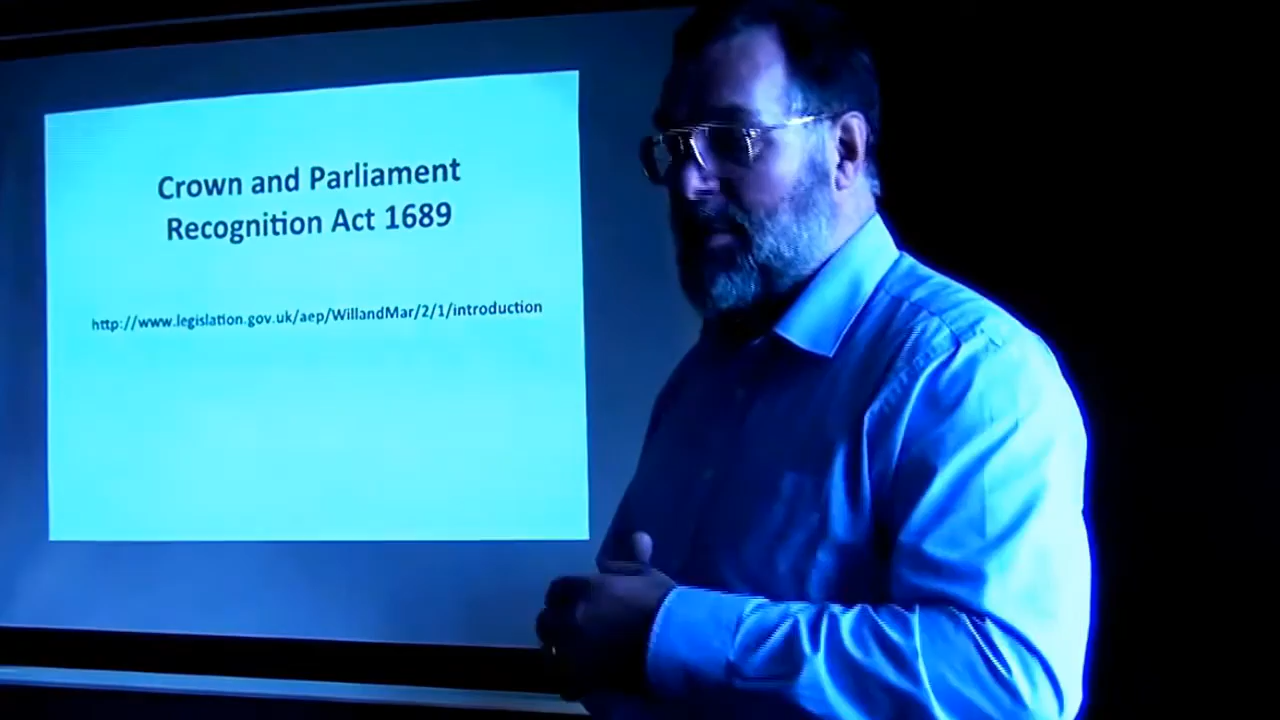 Crown and Parliament
Recognition Act 1689
http://www.legislation.gov.uk/aep/WillandMar/2/1/introduction